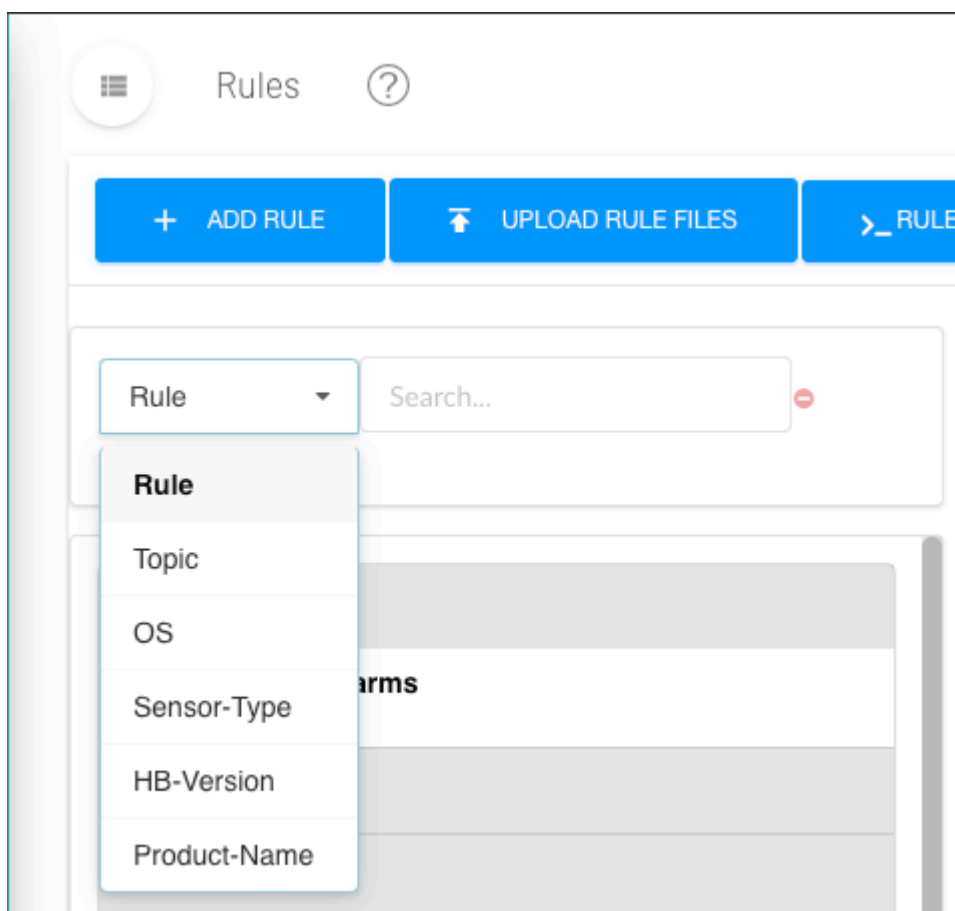 Rules ?
+ ADD RULE UPLOAD RULE FILES >_ RULE
Rule Search...
Rule
Topic
OS
arms
Sensor-Type
HB-Version
Product-Name